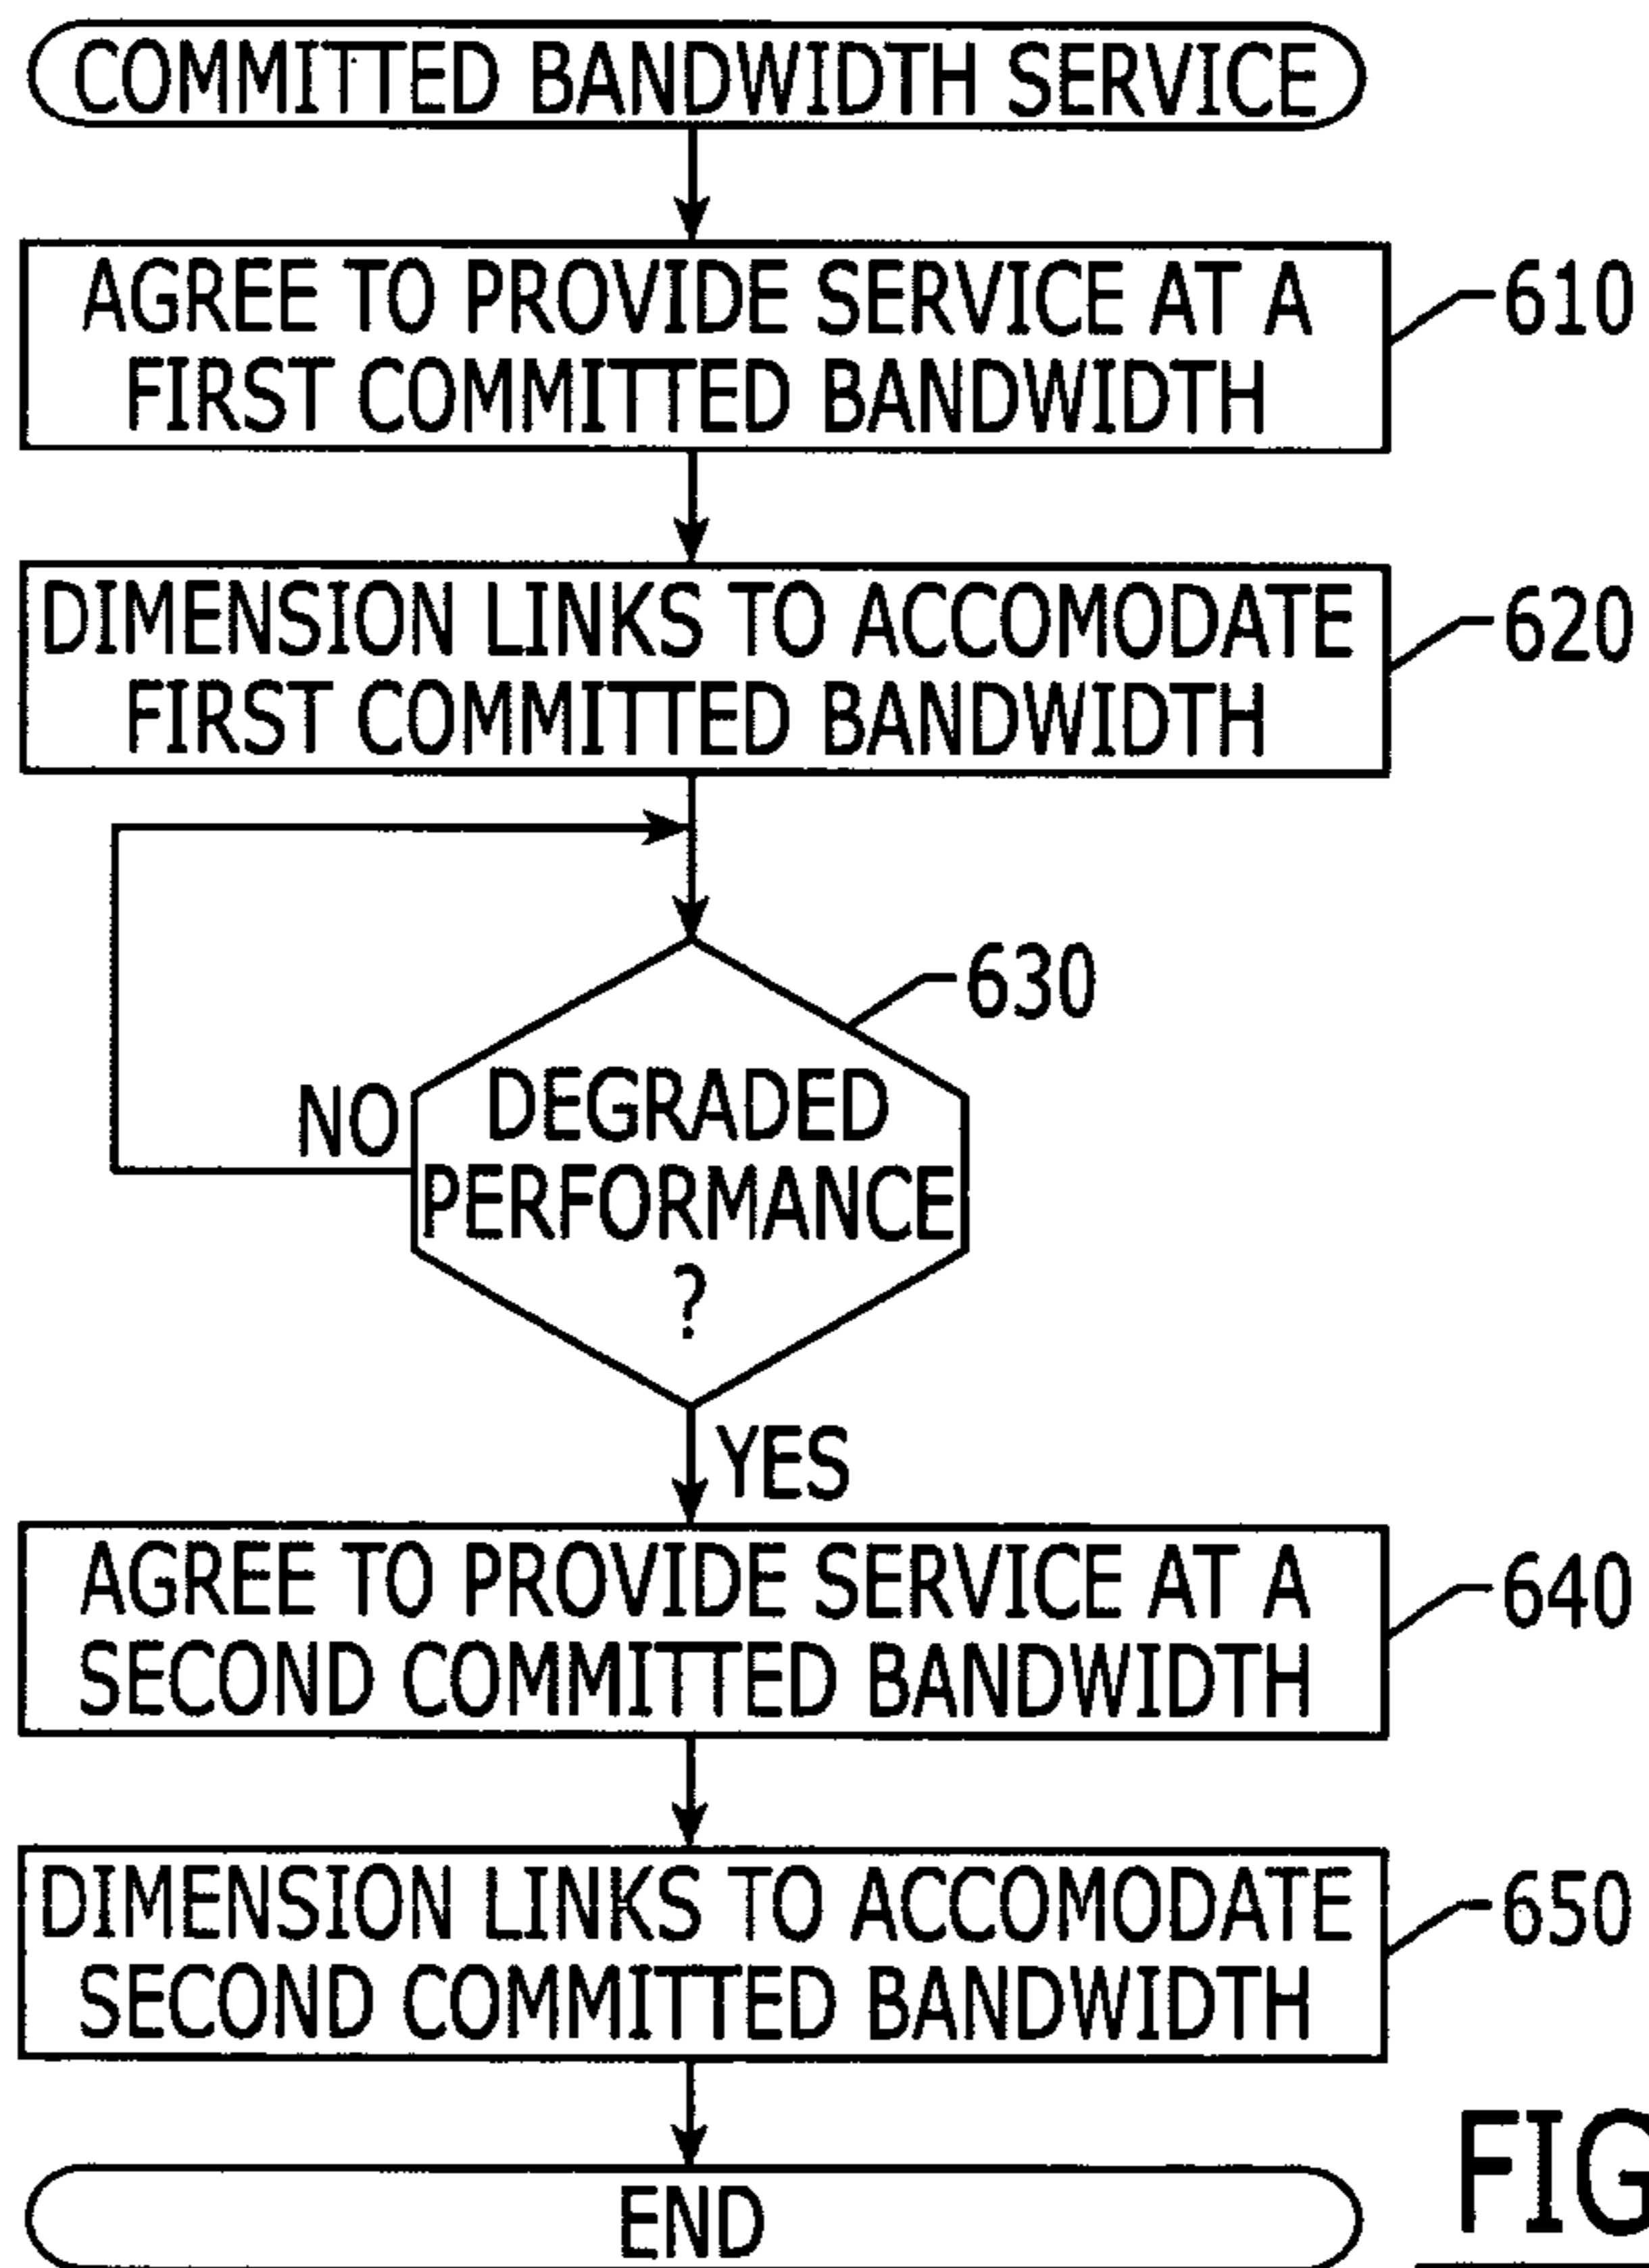 COMMITTED BANDWIDTH SERVICE
AGREE TO PROVIDE SERVICE AT A
FIRST COMMITTED BANDWIDTH
610
DIMENSION LINKS TO ACCOMODATE
FIRST COMMITTED BANDWIDTH
620
630
DEGRADED
PERFORMANCE
?
NO
YES
AGREE TO PROVIDE SERVICE AT A
SECOND COMMITTED BANDWIDTH
640
DIMENSION LINKS TO ACCOMODATE
SECOND COMMITTED BANDWIDTH
650
END
FIG